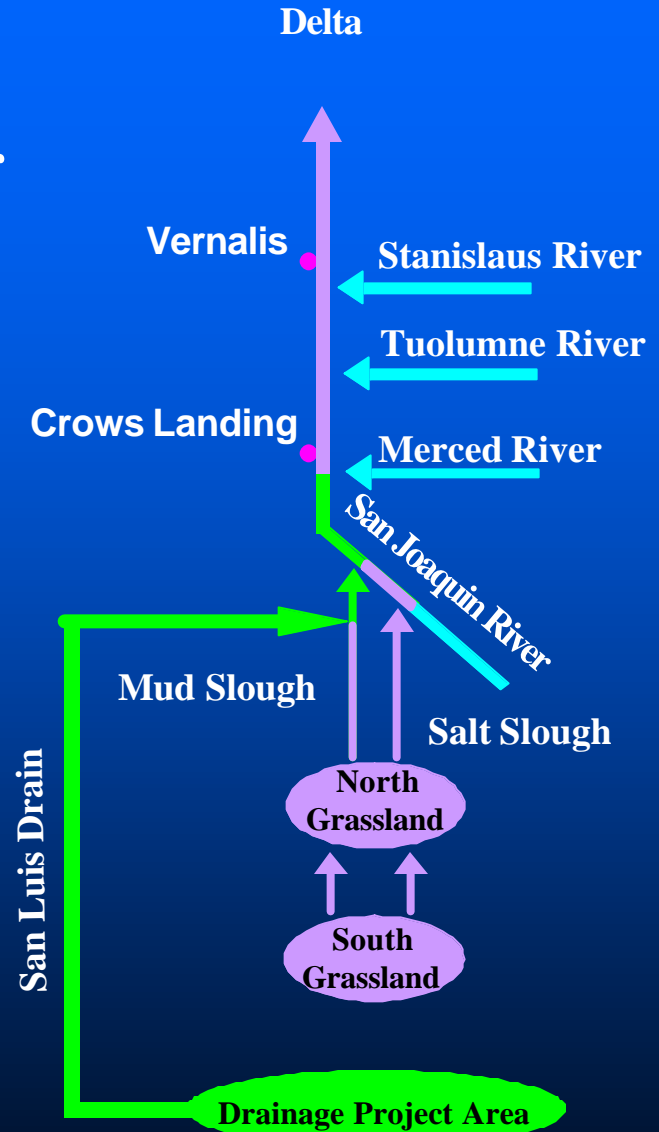 Delta
.
Vernalis
Stanislaus River
Tuolumne River
Crows Landing
Merced River
San Joaquin River
Mud Slough
Salt Slough
San Luis Drain
North
Grassland
South
Grassland
Drainage Project Area